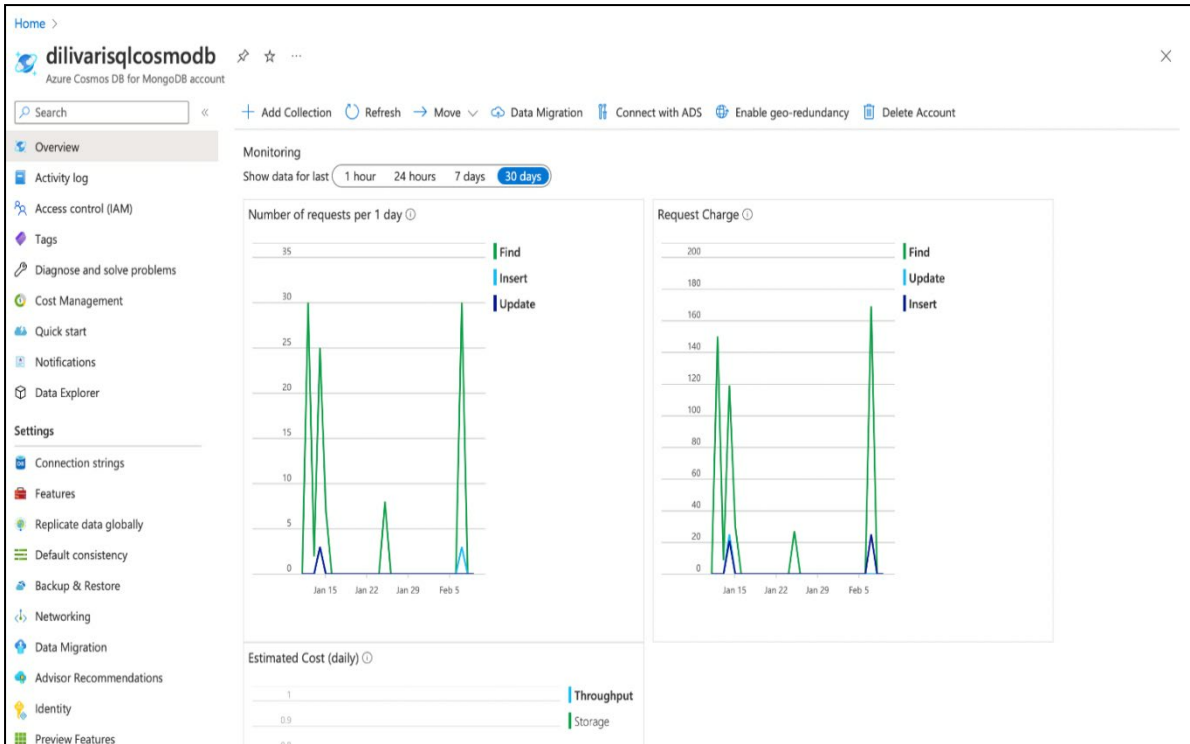 Home >
dilivarisqlcosmodb ...
Azure Cosmos DB for MongoDB account
Search «
Add Collection Refresh Move Data Migration Connect with ADS Enable geo-redundancy Delete Account
Overview
Activity log
Access control (IAM)
Tags
Diagnose and solve problems
Cost Management
Quick start
Notifications
Data Explorer
Settings
Connection strings
Features
Replicate data globally
Default consistency
Backup & Restore
Networking
Data Migration
Advisor Recommendations
Identity
Preview Features
Monitoring
Show data for last 1 hour 24 hours 7 days 30 days
Number of requests per 1 day
35
30
25
20
15
10
5
0
Jan 15 Jan 22 Jan 29 Feb 5
Find
Insert
Update
Request Charge
200
180
160
140
120
100
80
60
40
20
0
Jan 15 Jan 22 Jan 29 Feb 5
Find
Update
Insert
Estimated Cost (daily)
1
0.9
Throughput
Storage